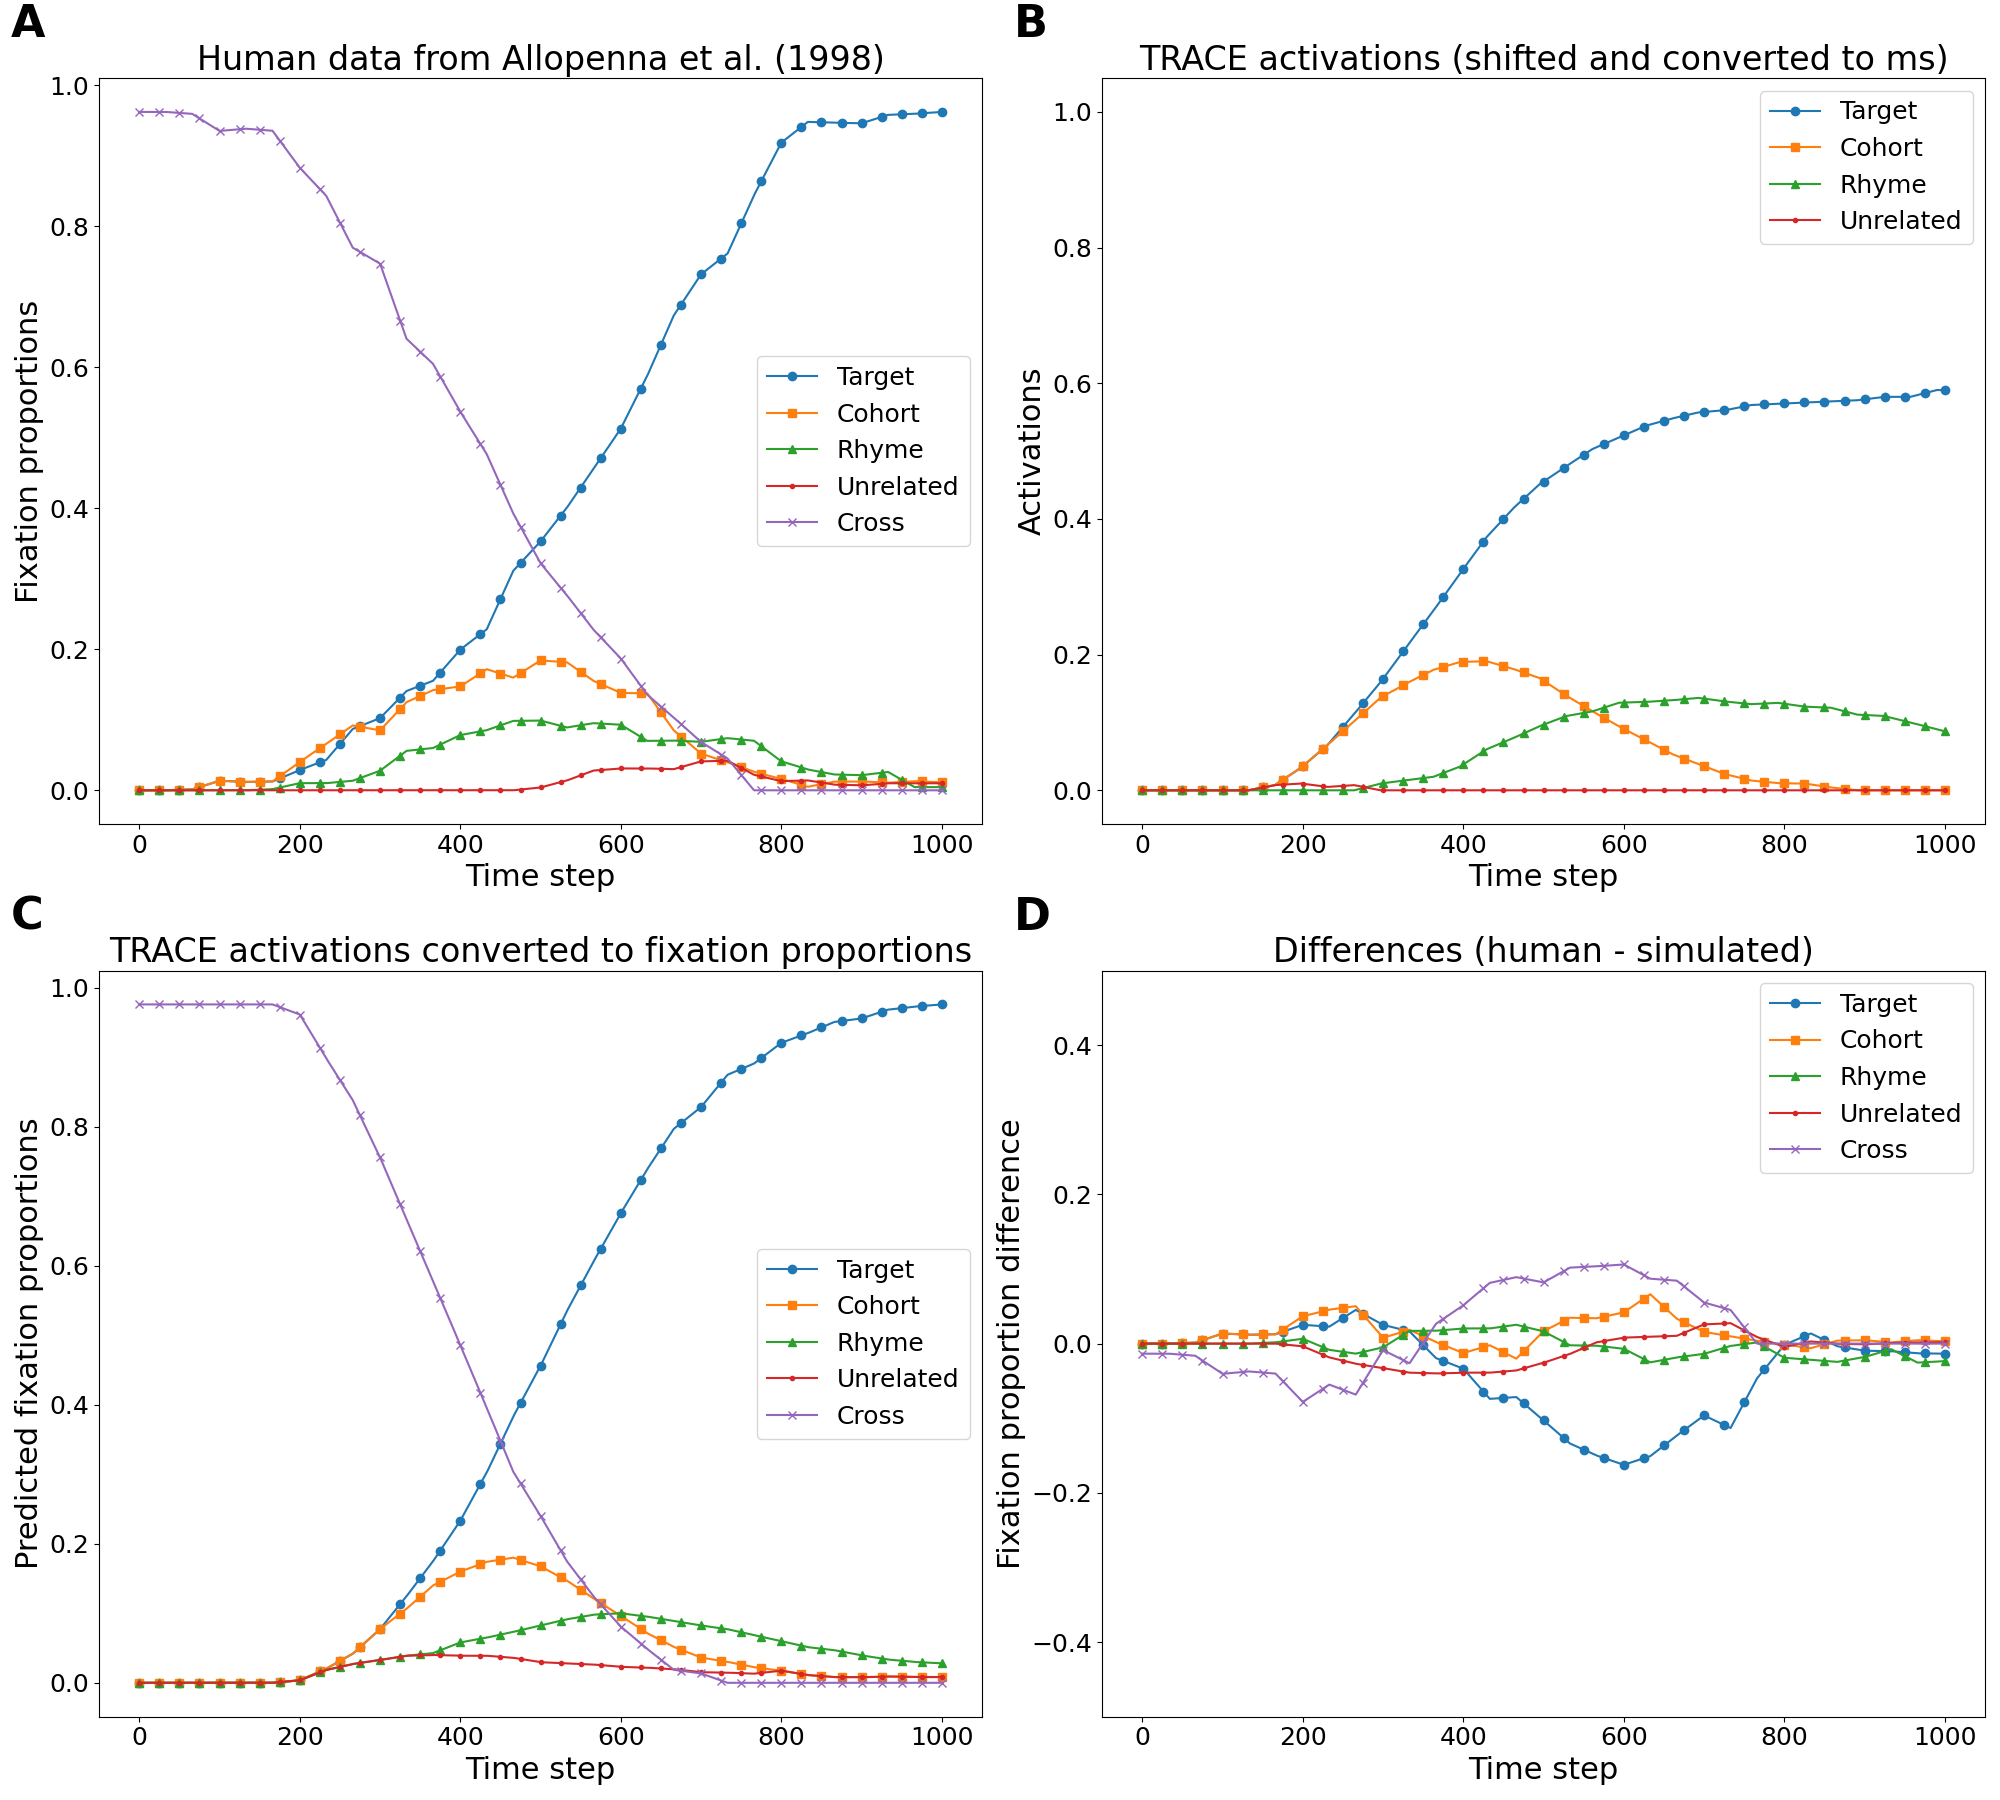 A
Human data from Allopenna et al. (1998)
Fixation proportions
1.0
0.8
0.6
0.4
0.2
0.0
Target
Cohort
Rhyme
Unrelated
Cross
0 200 400 600 800 1000
Time step
B
TRACE activations (shifted and converted to ms)
Activations
1.0
0.8
0.6
0.4
0.2
0.0
Target
Cohort
Rhyme
Unrelated
0 200 400 600 800 1000
Time step
C
TRACE activations converted to fixation proportions
Predicted fixation proportions
1.0
0.8
0.6
0.4
0.2
0.0
Target
Cohort
Rhyme
Unrelated
Cross
0 200 400 600 800 1000
Time step
D
Differences (human - simulated)
Fixation proportion difference
0.4
0.2
0.0
−0.2
−0.4
Target
Cohort
Rhyme
Unrelated
Cross
0 200 400 600 800 1000
Time step